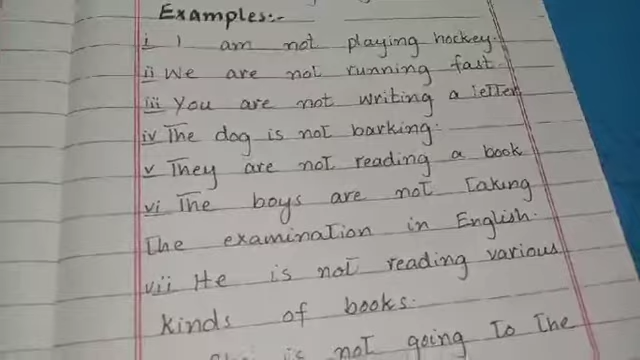 Examples:-
i I am not playing hockey.
ii We are not running fast.
iii You are not writing a letter
iv The dog is not barking.
v They are not reading a book
vi The boys are not Taking
The examination in English.
vii He is not reading various
kinds of books.
is not going To The